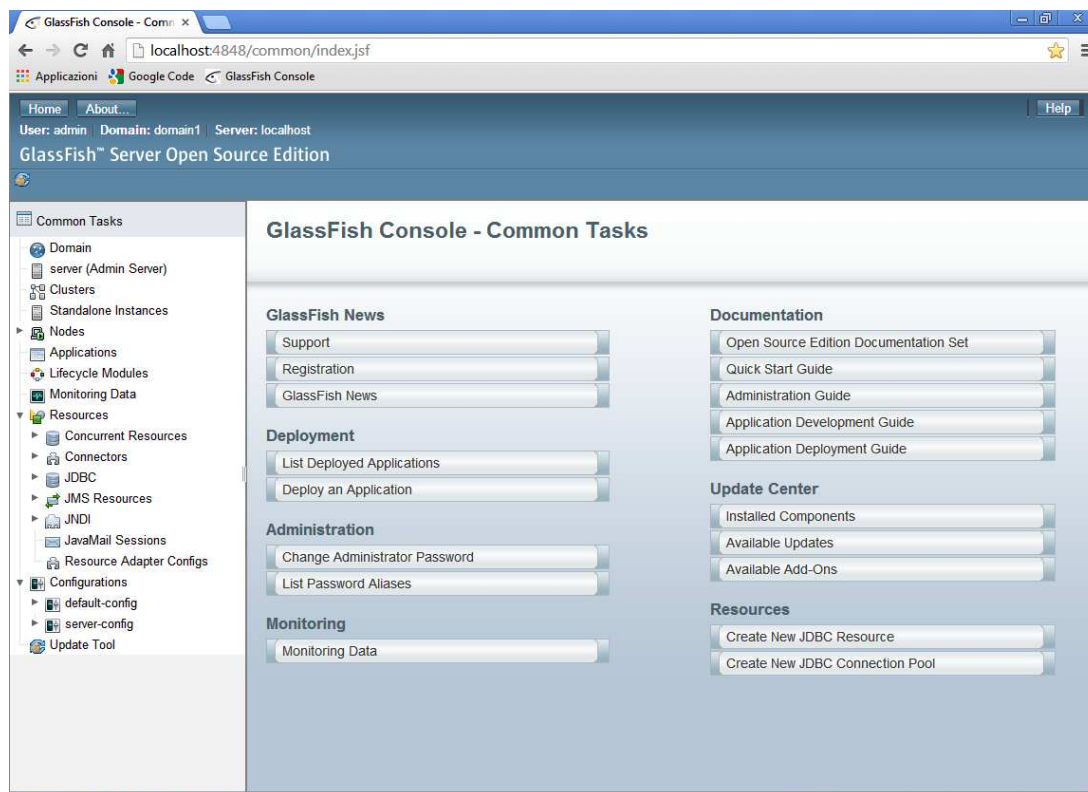 GlassFish Console - Comm
localhost:4848/common/index.jsf
Applicazioni Google Code GlassFish Console
Home About... Help
User: admin Domain: domain1 Server: localhost
GlassFish™ Server Open Source Edition
Common Tasks
Domain
server (Admin Server)
Clusters
Standalone Instances
Nodes
Applications
Lifecycle Modules
Monitoring Data
Resources
Concurrent Resources
Connectors
JDBC
JMS Resources
JNDI
JavaMail Sessions
Resource Adapter Configs
Configurations
default-config
server-config
Update Tool
GlassFish Console - Common Tasks
GlassFish News
Support
Registration
GlassFish News
Deployment
List Deployed Applications
Deploy an Application
Administration
Change Administrator Password
List Password Aliases
Monitoring
Monitoring Data
Documentation
Open Source Edition Documentation Set
Quick Start Guide
Administration Guide
Application Development Guide
Application Deployment Guide
Update Center
Installed Components
Available Updates
Available Add-Ons
Resources
Create New JDBC Resource
Create New JDBC Connection Pool